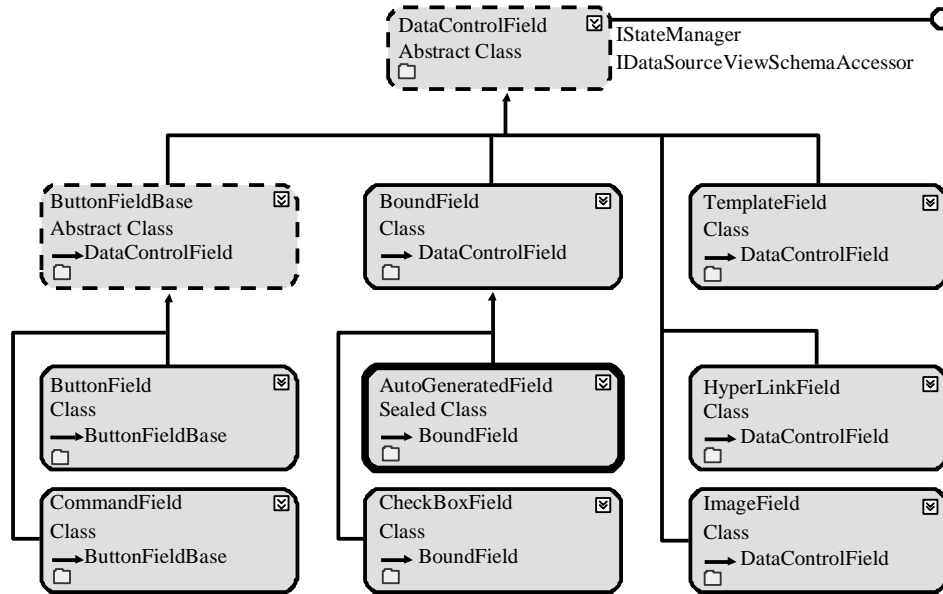 DataControlField
Abstract Class
IStateManager
IDataSourceViewSchemaAccessor
ButtonFieldBase
Abstract Class
DataControlField
BoundField
Class
DataControlField
TemplateField
Class
DataControlField
ButtonField
Class
ButtonFieldBase
AutoGeneratedField
Sealed Class
BoundField
HyperLinkField
Class
DataControlField
CommandField
Class
ButtonFieldBase
CheckBoxField
Class
BoundField
ImageField
Class
DataControlField